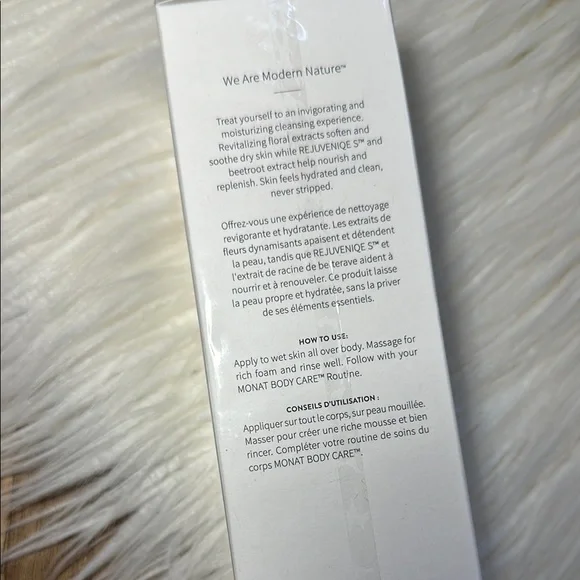 We Are Modern Nature™
Treat yourself to an invigorating and
moisturizing cleansing experience.
Revitalizing floral extracts soften and
soothe dry skin while REJUVENIQE S™ and
beetroot extract help nourish and
replenish. Skin feels hydrated and clean,
never stripped.
Offrez-vous une expérience de nettoyage
revigorante et hydratante. Les extraits de
fleurs dynamisants apaisent et détendent
la peau, tandis que REJUVENIQE S™ et
l'extrait de racine de be terave aident à
nourrir et à renouveler. Ce produit laisse
la peau propre et hydratée, sans la priver
de ses éléments essentiels.
HOW TO USE:
Apply to wet skin all over body. Massage for
rich foam and rinse well. Follow with your
MONAT BODY CARE™ Routine.
CONSEILS D'UTILISATION :
Appliquer sur tout le corps, sur peau mouillée.
Masser pour créer une riche mousse et bien
rincer. Compléter votre routine de soins du
corps MONAT BODY CARE™.